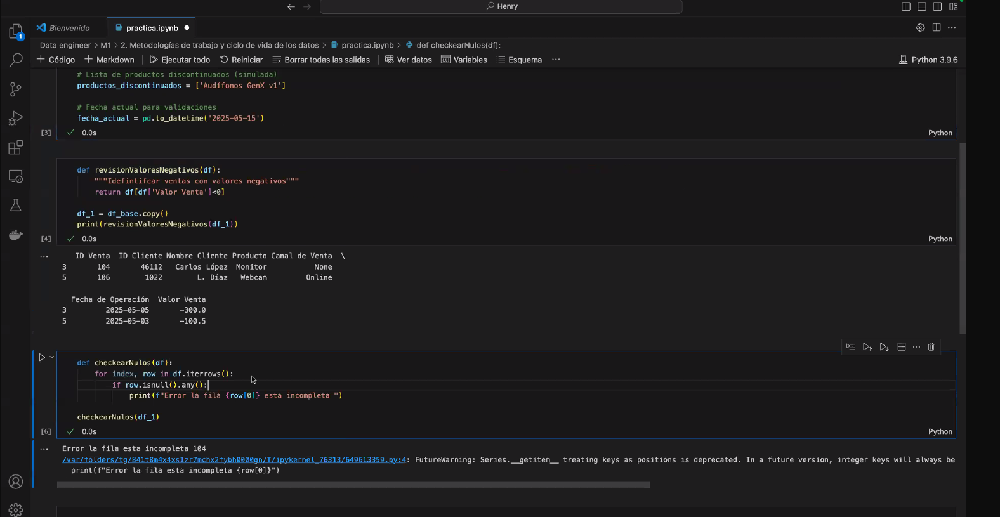 Henry
Bienvenido
practica.ipynb
1
Data engineer > M1 > 2. Metodologías de trabajo y ciclo de vida de los datos > practica.ipynb > def checkearNulos(df):
+ Código + Markdown Ejecutar todo Reiniciar Borrar todas las salidas Ver datos Variables Esquema ... Python 3.9.6
# Lista de productos discontinuados (simulada)
productos_discontinuados = ['Audífonos GenX v1']
# Fecha actual para validaciones
fecha_actual = pd.to_datetime('2025-05-15')
[3] 0.0s Python
def revisionValoresNegativos(df):
"""Idefintifcar ventas con valores negativos"""
return df[df['Valor Venta']<0]
df_1 = df_base.copy()
print(revisionValoresNegativos(df_1))
[4] 0.0s Python
... ID Venta ID Cliente Nombre Cliente Producto Canal de Venta \
3 104 46112 Carlos López Monitor None
5 106 1022 L. Díaz Webcam Online
Fecha de Operación Valor Venta
3 2025-05-05 -300.0
5 2025-05-03 -100.5
def checkearNulos(df):
for index, row in df.iterrows():
if row.isnull().any():
print(f"Error la fila {row[0]} esta incompleta ")
checkearNulos(df_1)
[6] 0.0s Python
... Error la fila esta incompleta 104
/var/folders/tg/841t8m4x4xs1zr7mchx2fybh0000gn/T/ipykernel_76313/649613359.py:4: FutureWarning: Series.__getitem__ treating keys as positions is deprecated. In a future version, integer keys will always be
print(f"Error la fila esta incompleta {row[0]}")